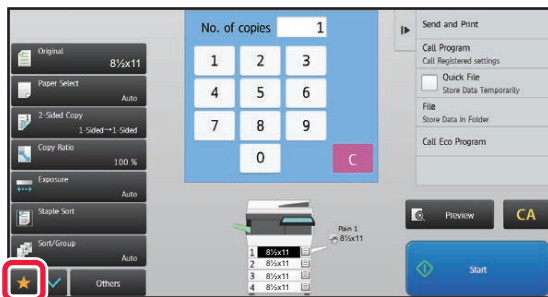 Original
8½x11
Paper Select
Auto
2-Sided Copy
1-Sided→1-Sided
Copy Ratio
100 %
Exposure
Auto
Staple Sort
Sort/Group
Auto
Others
No. of copies 1
1 2 3
4 5 6
7 8 9
0 C
Plain 1
8½x11
1 8½x11
2 8½x11
3 8½x11
4 8½x11
Send and Print
Call Program
Call Registered settings
Quick File
Store Data Temporarily
File
Store Data in Folder
Call Eco Program
Preview CA
Start